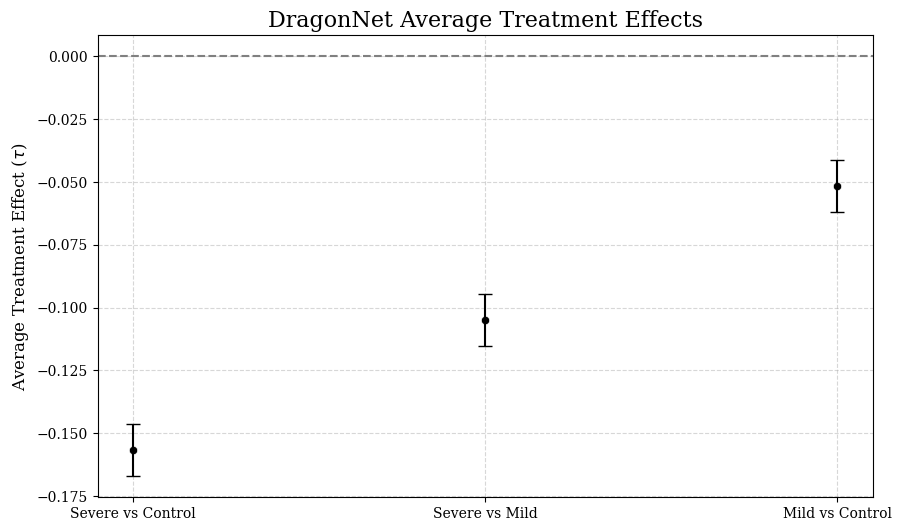 DragonNet Average Treatment Effects
Average Treatment Effect (τ)
0.000
−0.025
−0.050
−0.075
−0.100
−0.125
−0.150
−0.175
Severe vs Control
Severe vs Mild
Mild vs Control